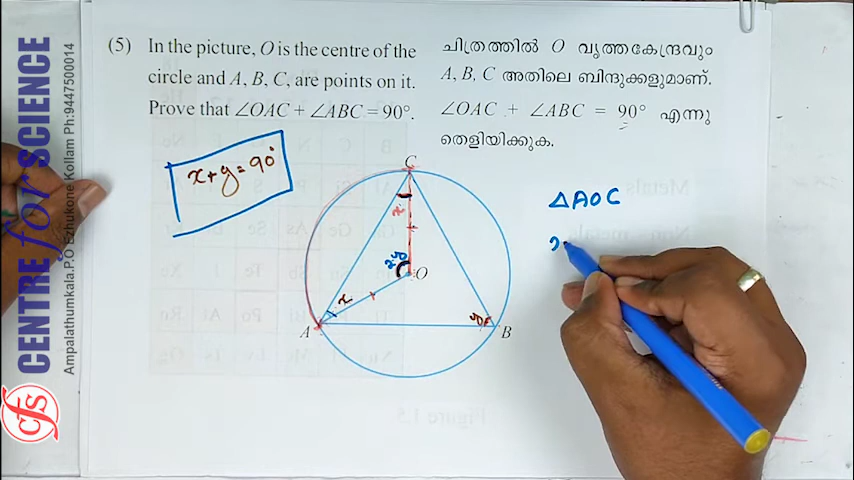 CENTRE for SCIENCE
Ampalathumkala.P.O Ezhukone Kollam Ph:9447500014
cfs
(5) In the picture, O is the centre of the
circle and A, B, C, are points on it.
Prove that ∠OAC + ∠ABC = 90°.
ചിത്രത്തിൽ O വൃത്തകേന്ദ്രവും
A, B, C അതിലെ ബിന്ദുക്കളുമാണ്.
∠OAC + ∠ABC = 90° എന്നു
തെളിയിക്കുക.
x+y=90°
C
x
2y
O
x
A
y
B
△AOC